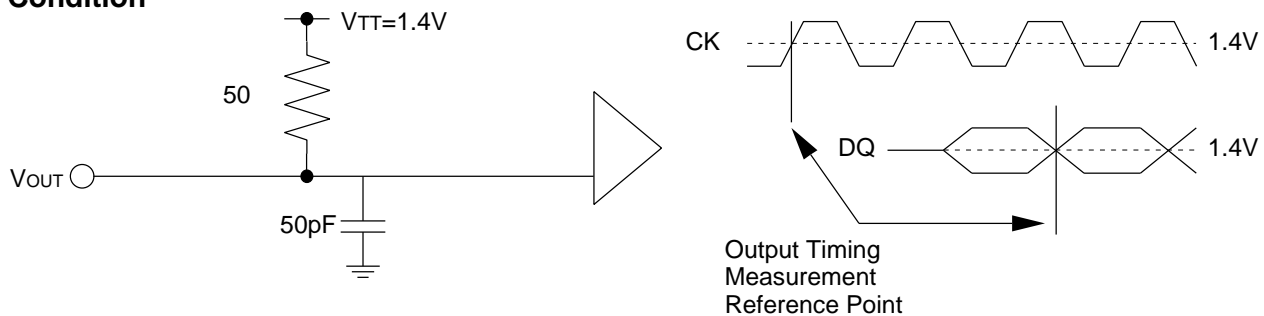 Condition
VTT=1.4V
50
VOUT
50pF
CK
1.4V
DQ
1.4V
Output Timing
Measurement
Reference Point